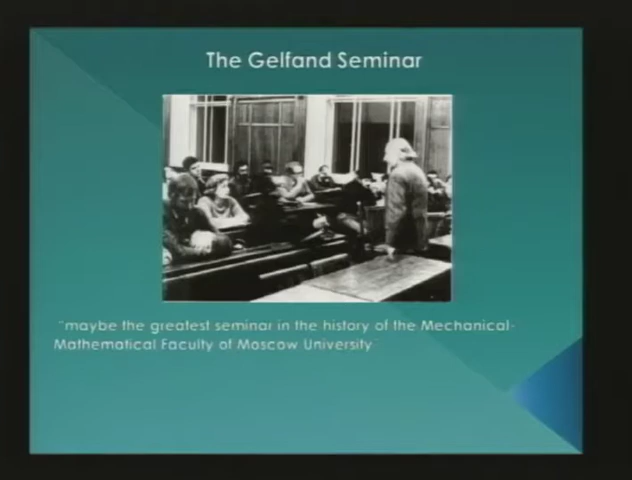 The Gelfand Seminar
"maybe the greatest seminar in the history of the Mechanical-
Mathematical Faculty of Moscow University